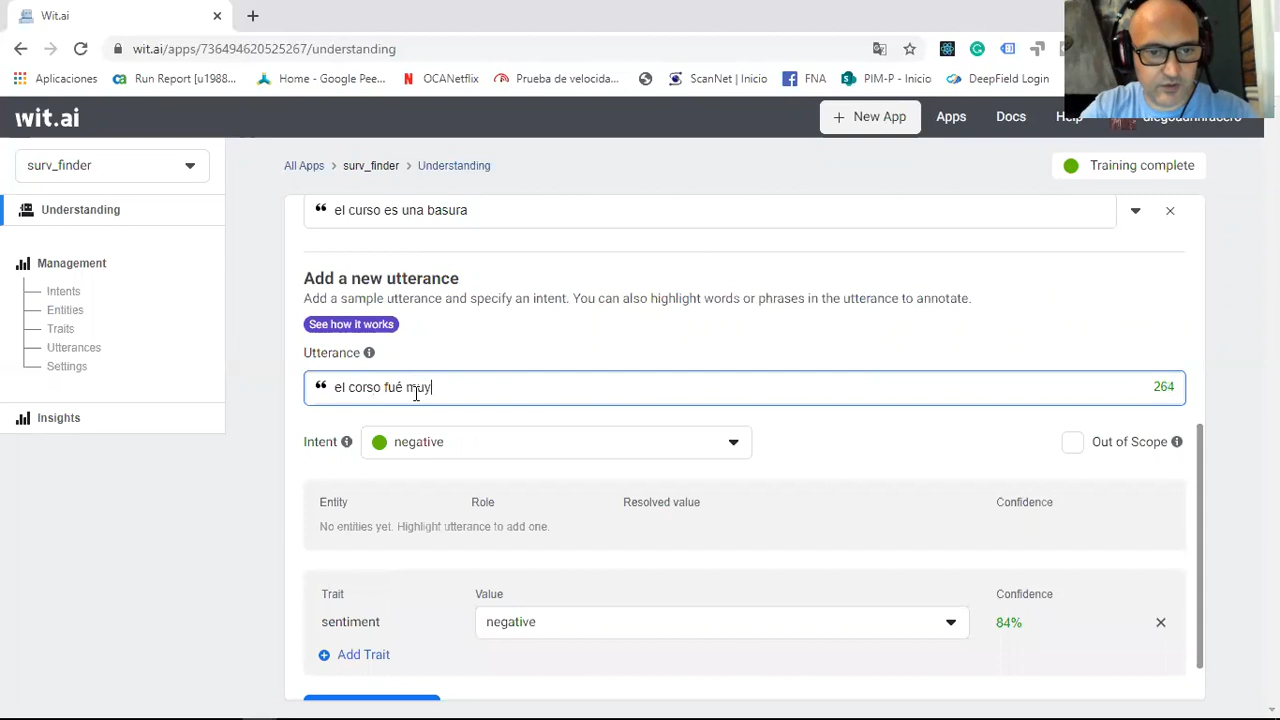 Wit.ai
wit.ai/apps/736494620525267/understanding
Aplicaciones
Run Report [u1988...
Home - Google Pee...
OCANetflix
Prueba de velocida...
ScanNet | Inicio
FNA
PIM-P - Inicio
DeepField Login
wit.ai
New App
Apps
Docs
Help
surv_finder
All Apps > surv_finder > Understanding
Training complete
Understanding
Management
Intents
Entities
Traits
Utterances
Settings
Insights
el curso es una basura
Add a new utterance
Add a sample utterance and specify an intent. You can also highlight words or phrases in the utterance to annotate.
See how it works
Utterance
el corso fué muy
264
Intent
negative
Out of Scope
Entity Role Resolved value Confidence
No entities yet. Highlight utterance to add one.
Trait Value Confidence
sentiment negative 84%
Add Trait